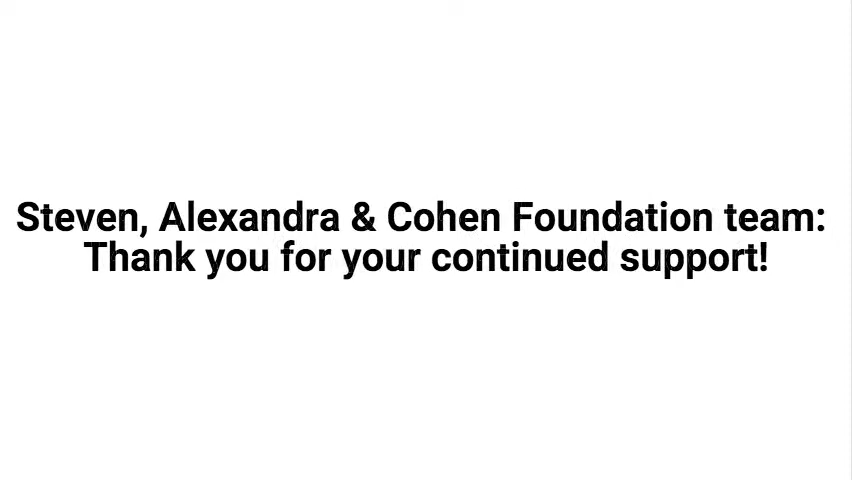 Steven, Alexandra & Cohen Foundation team:
Thank you for your continued support!